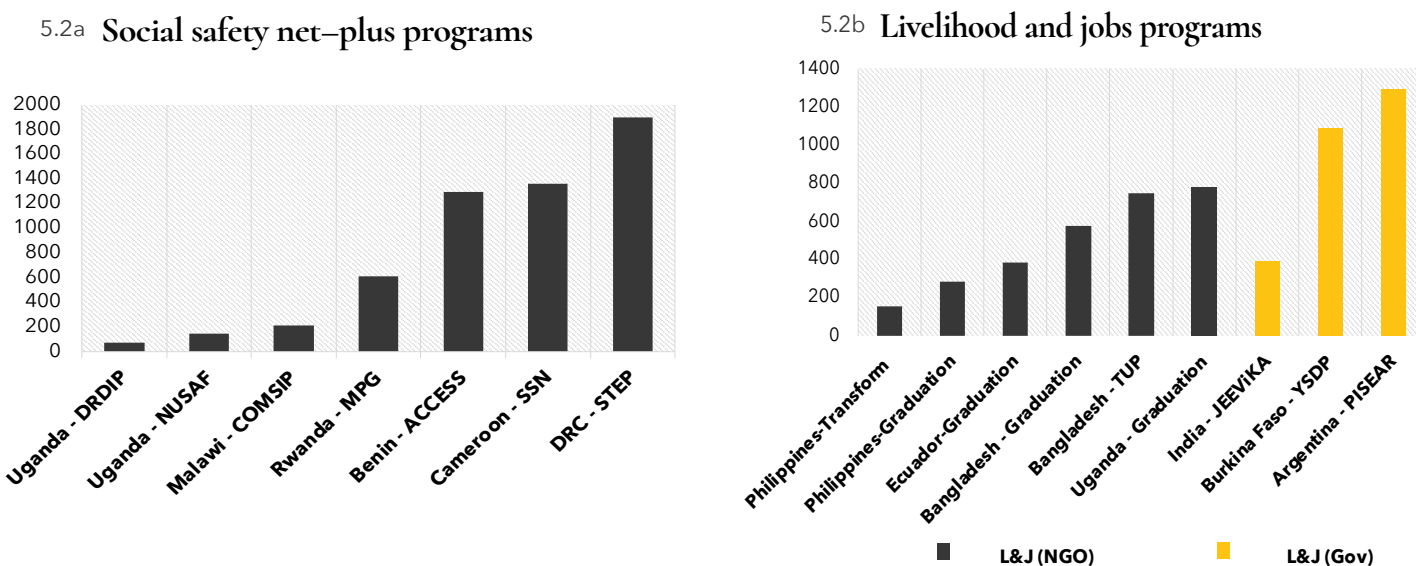 5.2a Social safety net–plus programs
2000
1800
1600
1400
1200
1000
800
600
400
200
0
Uganda - DRDIP
Uganda - NUSAF
Malawi - COMSIP
Rwanda - MPG
Benin - ACCESS
Cameroon - SSN
DRC - STEP
5.2b Livelihood and jobs programs
1400
1200
1000
800
600
400
200
0
Philippines-Transform
Philippines-Graduation
Ecuador-Graduation
Bangladesh - Graduation
Bangladesh - TUP
Uganda - Graduation
India - JEEViKA
Burkina Faso - YSDP
Argentina - PISEAR
L&J (NGO)
L&J (Gov)